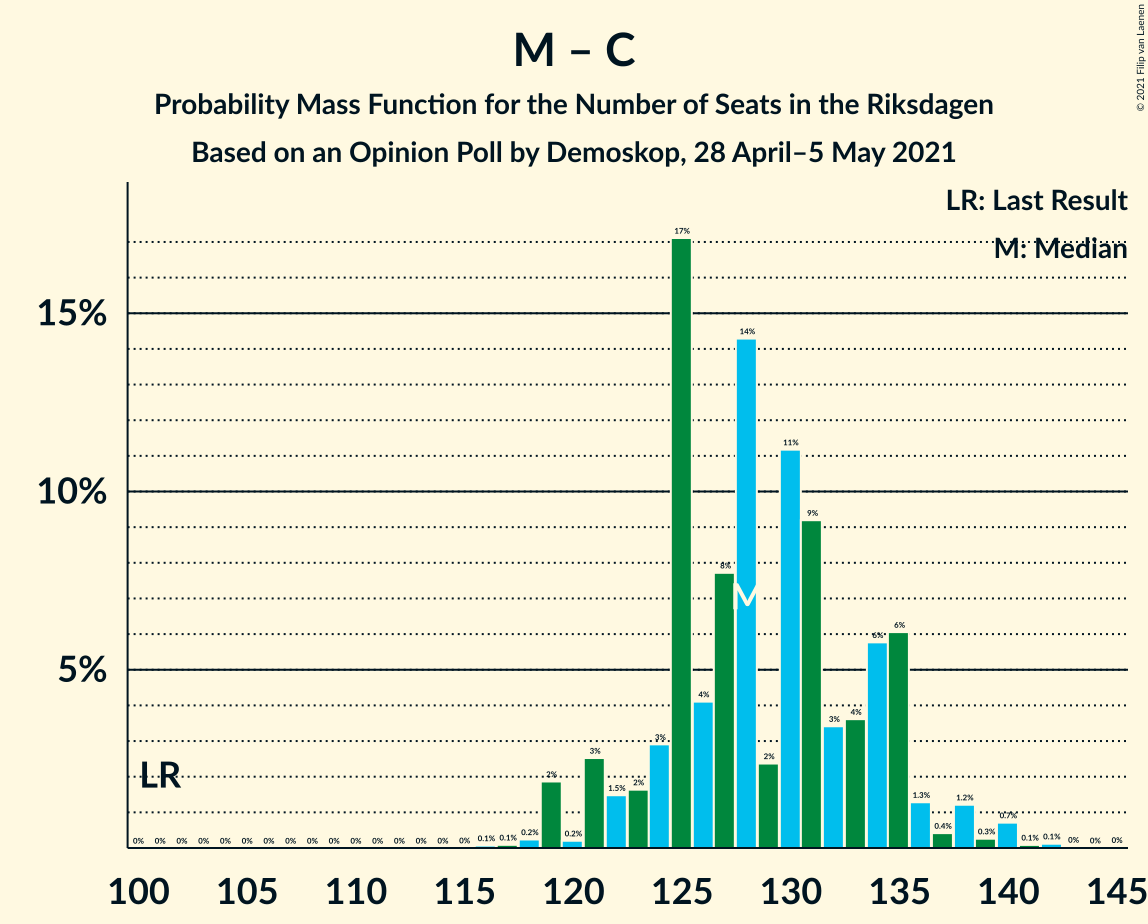 M – C
Probability Mass Function for the Number of Seats in the Riksdagen
Based on an Opinion Poll by Demoskop, 28 April–5 May 2021
© 2021 Filip van Laenen
LR: Last Result
M: Median
15%
10%
5%
LR
M
0% 0% 0% 0% 0% 0% 0% 0% 0% 0% 0% 0% 0% 0% 0% 0% 0.1% 0.1% 0.2% 2% 0.2% 3% 1.5% 2% 3% 17% 4% 8% 14% 2% 11% 9% 3% 4% 6% 6% 1.3% 0.4% 1.2% 0.3% 0.7% 0.1% 0.1% 0% 0% 0%
100 105 110 115 120 125 130 135 140 145